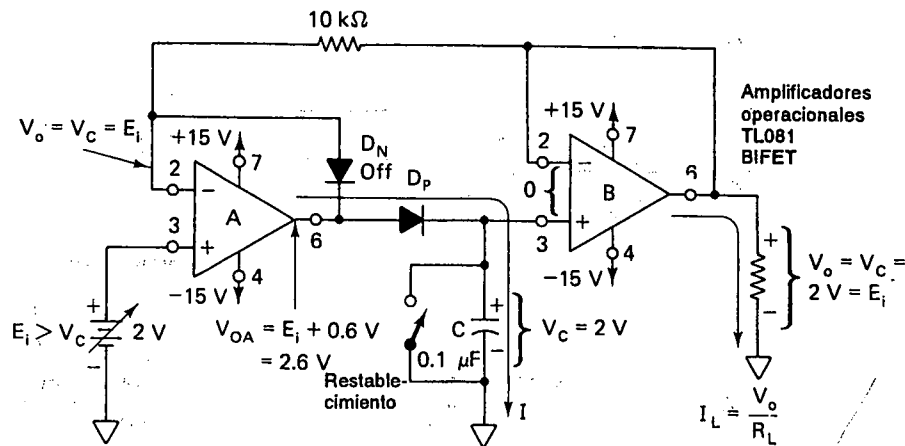 10 kΩ
Amplificadores
operacionales
TL081
BIFET
V_o = V_C = E_i
+15 V
7
2
−
A
3
+
6
4
−15 V
D_N
Off
D_P
+15 V
7
2
−
0
B
3
+
6
4
−15 V
+
−
V_o = V_C =
2 V = E_i
E_i > V_C
+
−
2 V
V_OA = E_i + 0.6 V
= 2.6 V
Restable-
cimiento
C
+
−
0.1 μF
V_C = 2 V
I
I_L = V_o / R_L